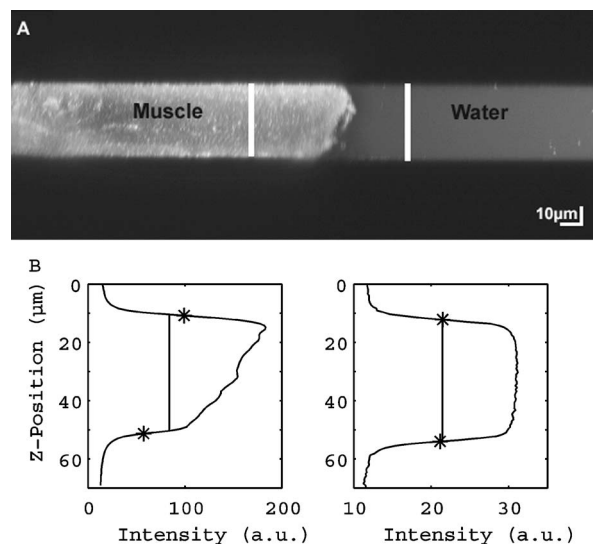 A
Muscle
Water
10µm
B
Z-Position (µm)
0
20
40
60
0
100
200
Intensity (a.u.)
0
20
40
60
10
20
30
Intensity (a.u.)